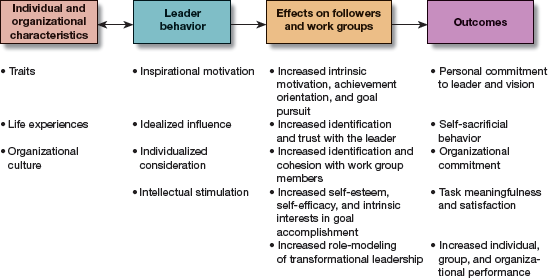 Individual and
organizational
characteristics
Leader
behavior
Effects on followers
and work groups
Outcomes
• Traits
• Life experiences
• Organizational
culture
• Inspirational motivation
• Idealized influence
• Individualized
consideration
• Intellectual stimulation
• Increased intrinsic
motivation, achievement
orientation, and goal
pursuit
• Increased identification
and trust with the leader
• Increased identification and
cohesion with work group
members
• Increased self-esteem,
self-efficacy, and intrinsic
interests in goal
accomplishment
• Increased role-modeling
of transformational leadership
• Personal commitment
to leader and vision
• Self-sacrificial
behavior
• Organizational
commitment
• Task meaningfulness
and satisfaction
• Increased individual,
group, and organiza-
tional performance